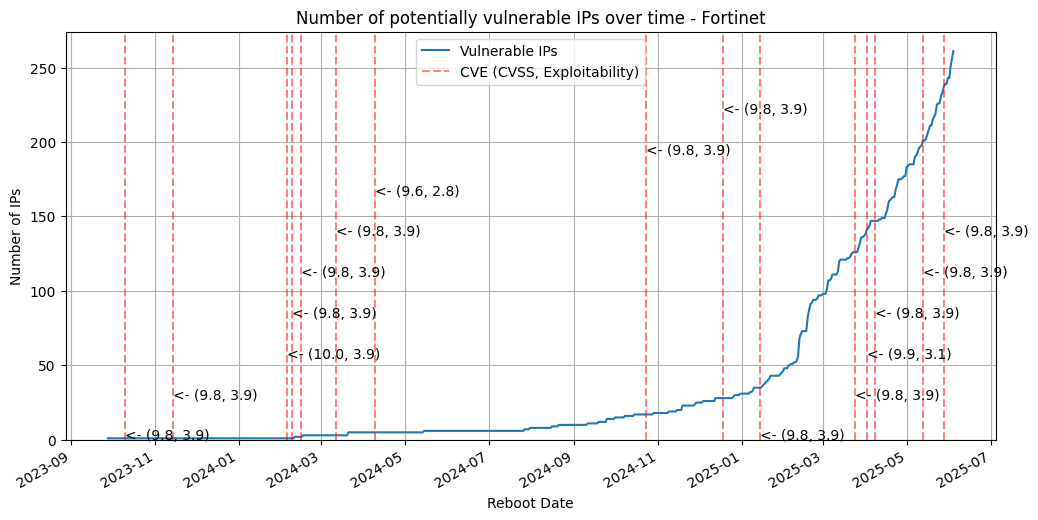 Number of potentially vulnerable IPs over time - Fortinet
Vulnerable IPs
CVE (CVSS, Exploitability)
Number of IPs
250
200
150
100
50
0
<- (9.8, 3.9)
<- (9.8, 3.9)
<- (10.0, 3.9)
<- (9.8, 3.9)
<- (9.8, 3.9)
<- (9.8, 3.9)
<- (9.6, 2.8)
<- (9.8, 3.9)
<- (9.8, 3.9)
<- (9.8, 3.9)
<- (9.8, 3.9)
<- (9.9, 3.1)
<- (9.8, 3.9)
<- (9.8, 3.9)
<- (9.8, 3.9)
2023-09
2023-11
2024-01
2024-03
2024-05
2024-07
2024-09
2024-11
2025-01
2025-03
2025-05
2025-07
Reboot Date